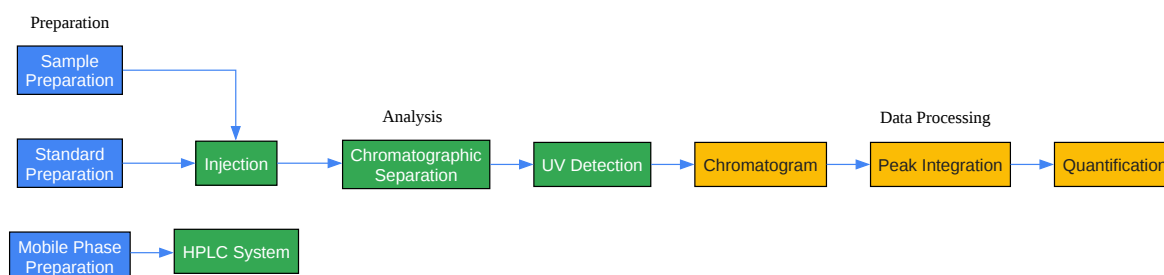 Preparation
Sample
Preparation
Analysis
Data Processing
Standard
Preparation
Injection
Chromatographic
Separation
UV Detection
Chromatogram
Peak Integration
Quantification
Mobile Phase
Preparation
HPLC System